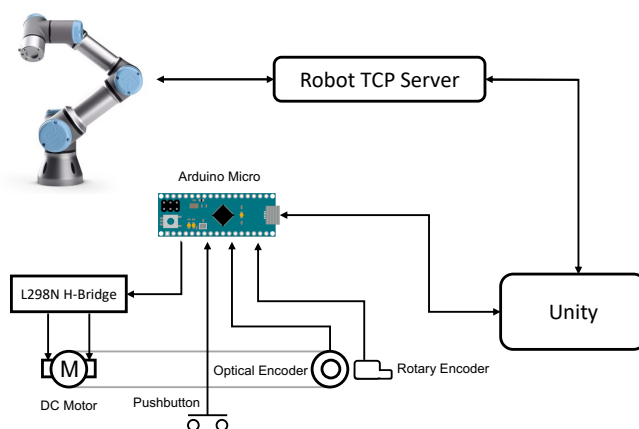 Robot TCP Server
Arduino Micro
L298N H-Bridge
Unity
M
Optical Encoder
Rotary Encoder
DC Motor
Pushbutton